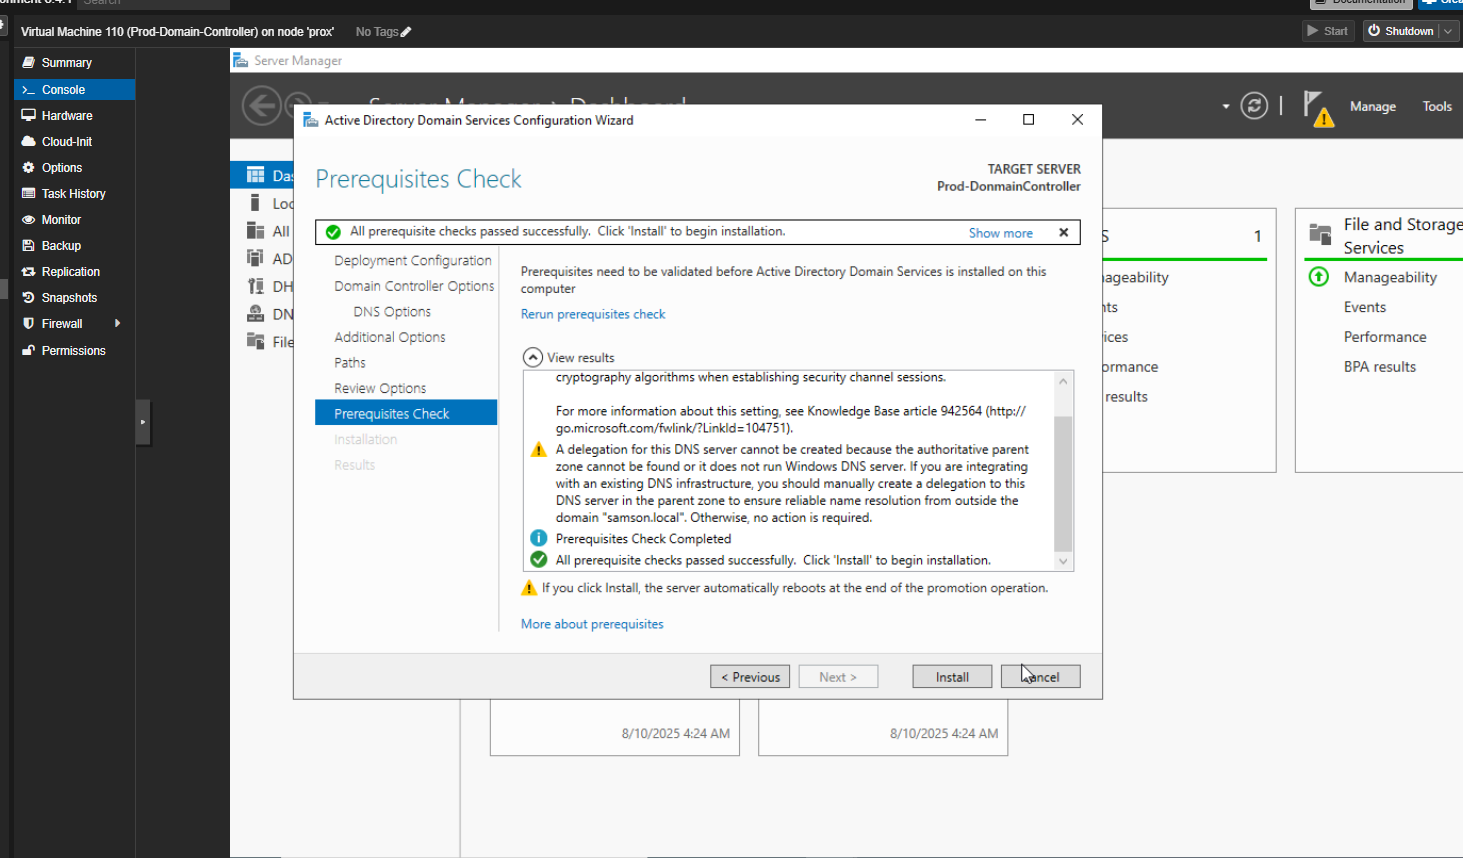 Search
Documentation
Virtual Machine 110 (Prod-Domain-Controller) on node 'prox'
No Tags
Start
Shutdown
Summary
Console
Hardware
Cloud-Init
Options
Task History
Monitor
Backup
Replication
Snapshots
Firewall
Permissions
Server Manager
Manage
Tools
Active Directory Domain Services Configuration Wizard
Prerequisites Check
TARGET SERVER
Prod-DonmainController
All prerequisite checks passed successfully.  Click 'Install' to begin installation.
Show more
Deployment Configuration
Domain Controller Options
DNS Options
Additional Options
Paths
Review Options
Prerequisites Check
Installation
Results
Prerequisites need to be validated before Active Directory Domain Services is installed on this
computer
Rerun prerequisites check
View results
cryptography algorithms when establishing security channel sessions.
For more information about this setting, see Knowledge Base article 942564 (http://
go.microsoft.com/fwlink/?LinkId=104751).
A delegation for this DNS server cannot be created because the authoritative parent
zone cannot be found or it does not run Windows DNS server. If you are integrating
with an existing DNS infrastructure, you should manually create a delegation to this
DNS server in the parent zone to ensure reliable name resolution from outside the
domain "samson.local". Otherwise, no action is required.
Prerequisites Check Completed
All prerequisite checks passed successfully.  Click 'Install' to begin installation.
If you click Install, the server automatically reboots at the end of the promotion operation.
More about prerequisites
< Previous
Next >
Install
Cancel
Das
Loc
All
AD
DH
DN
File
S
1
ageability
nts
ices
ormance
results
File and Storage
Services
Manageability
Events
Performance
BPA results
8/10/2025 4:24 AM
8/10/2025 4:24 AM